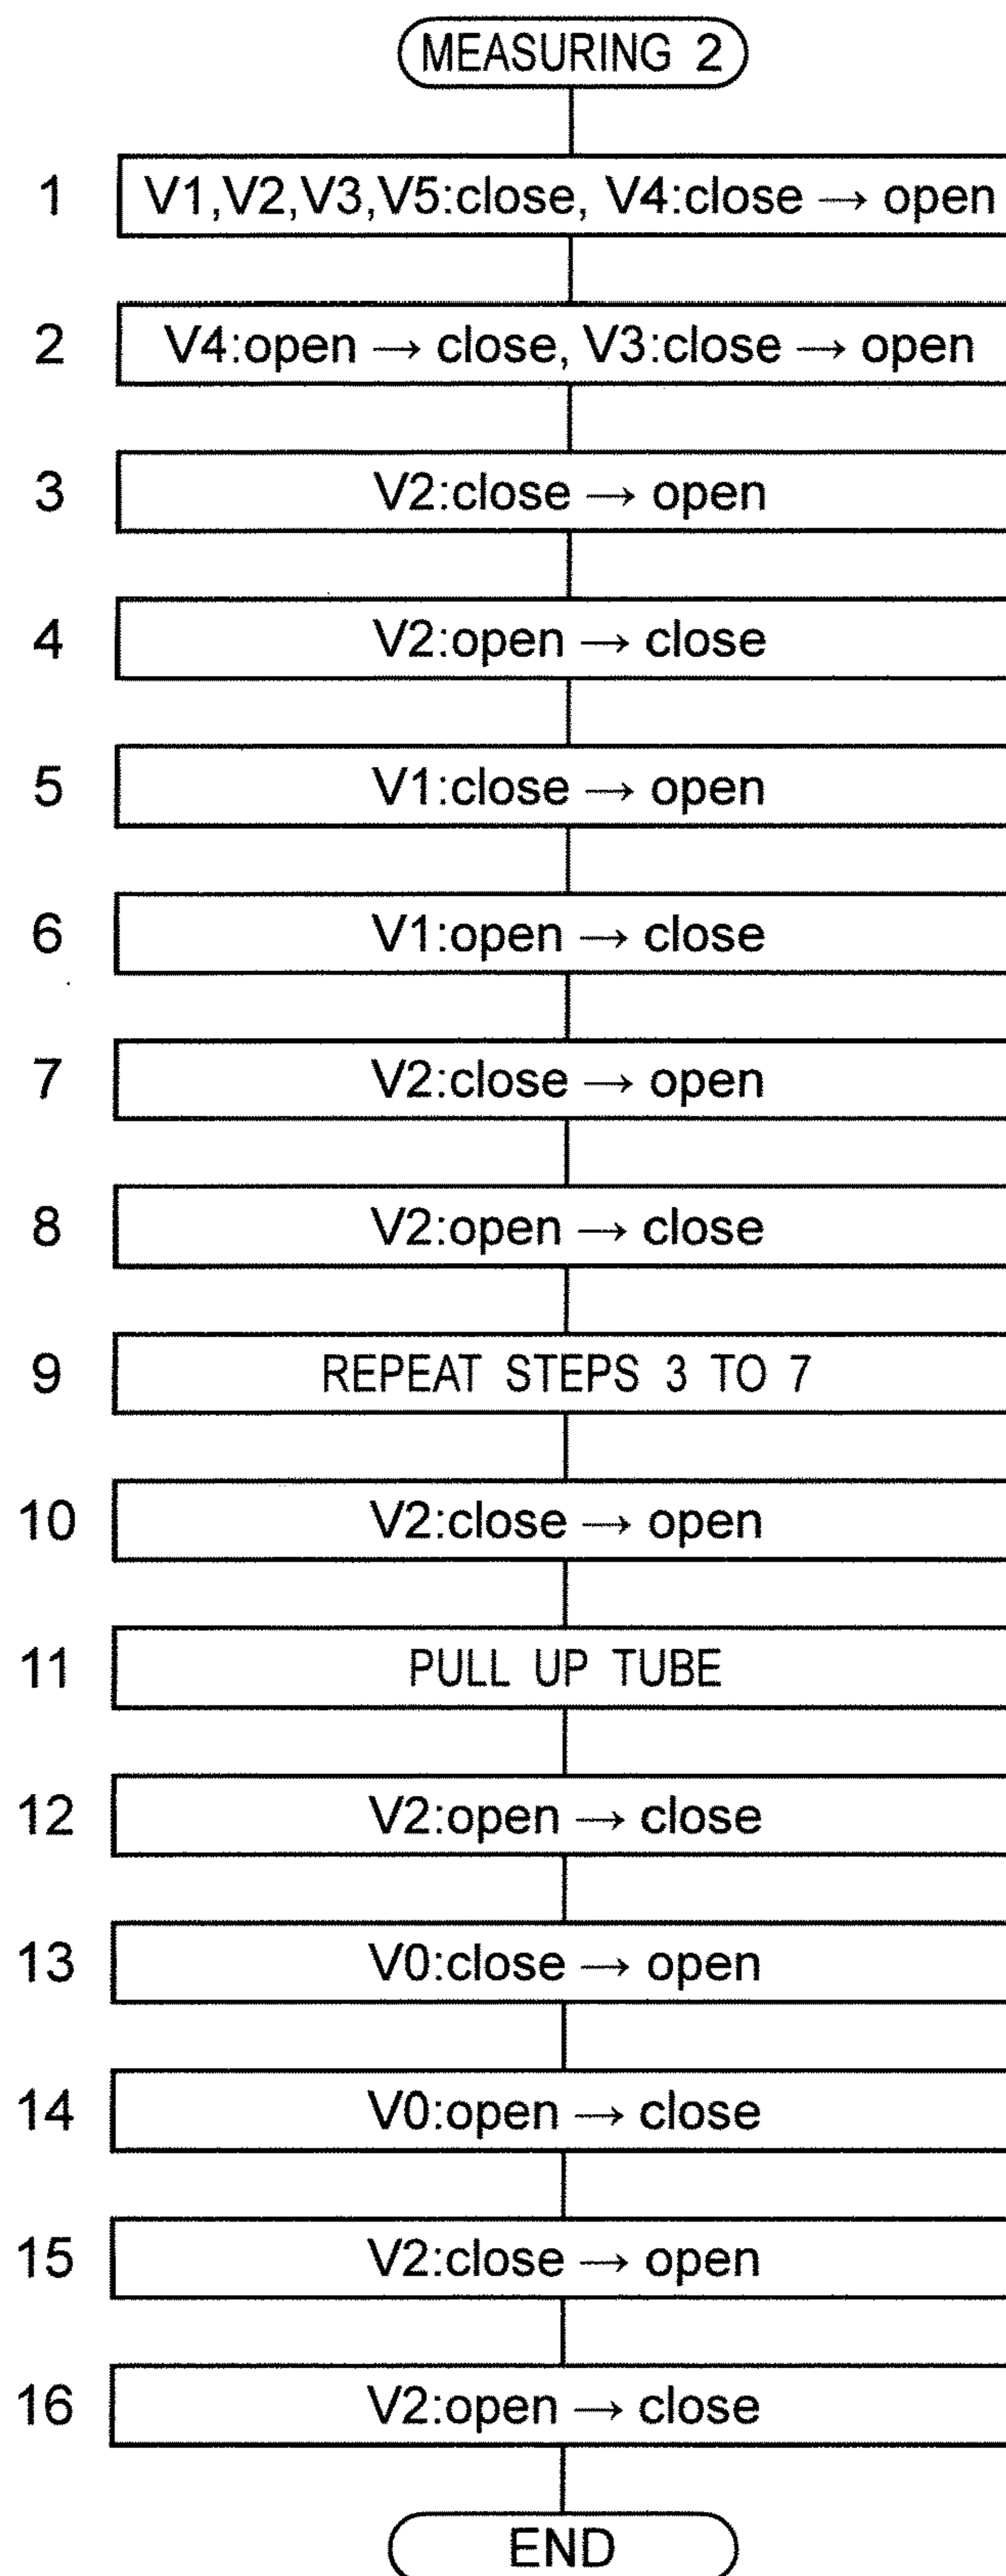 MEASURING 2
1 V1,V2,V3,V5:close, V4:close → open
2 V4:open → close, V3:close → open
3 V2:close → open
4 V2:open → close
5 V1:close → open
6 V1:open → close
7 V2:close → open
8 V2:open → close
9 REPEAT STEPS 3 TO 7
10 V2:close → open
11 PULL UP TUBE
12 V2:open → close
13 V0:close → open
14 V0:open → close
15 V2:close → open
16 V2:open → close
END